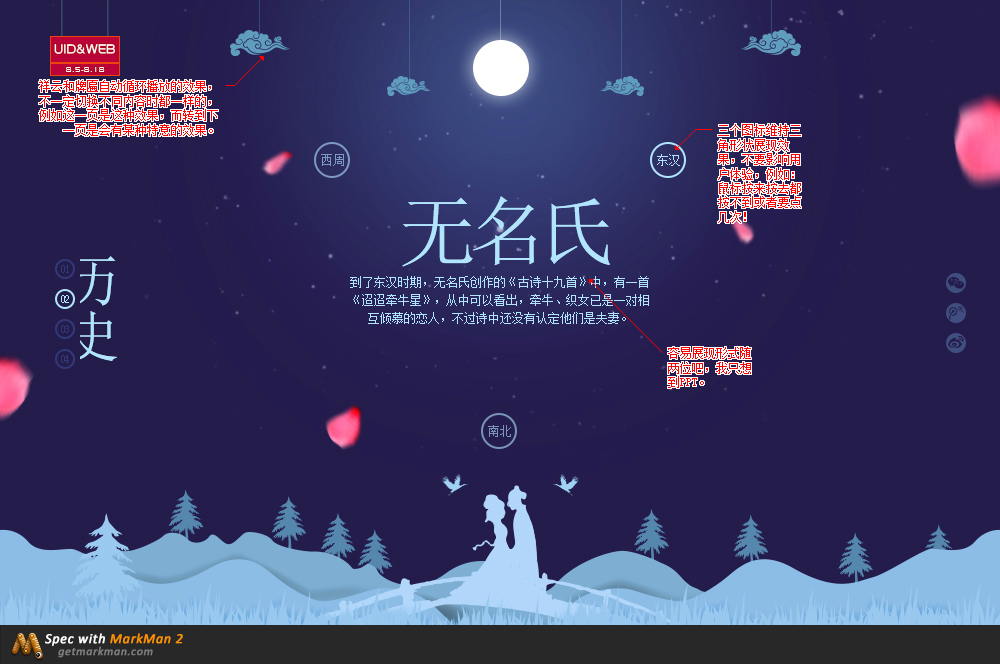 UID&WEB
8.5-8.18
祥云和牌匾自动循环播放的效果，
不一定切换不同内容时都一样的，
例如这一页是这种效果，而转到下
一页是会有某种特意的效果。
西周
东汉
三个图标维持三
角形状展现效
果，不要影响用
户体验，例如：
鼠标按来按去都
按不到或者要点
几次！
无名氏
到了东汉时期，无名氏创作的《古诗十九首》中，有一首
《迢迢牵牛星》，从中可以看出，牵牛、织女已是一对相
互倾慕的恋人，不过诗中还没有认定他们是夫妻。
01
02
03
04
历史
容易展现形式随
两位吧，我只想
到PPT。
南北
Spec with MarkMan 2
getmarkman.com